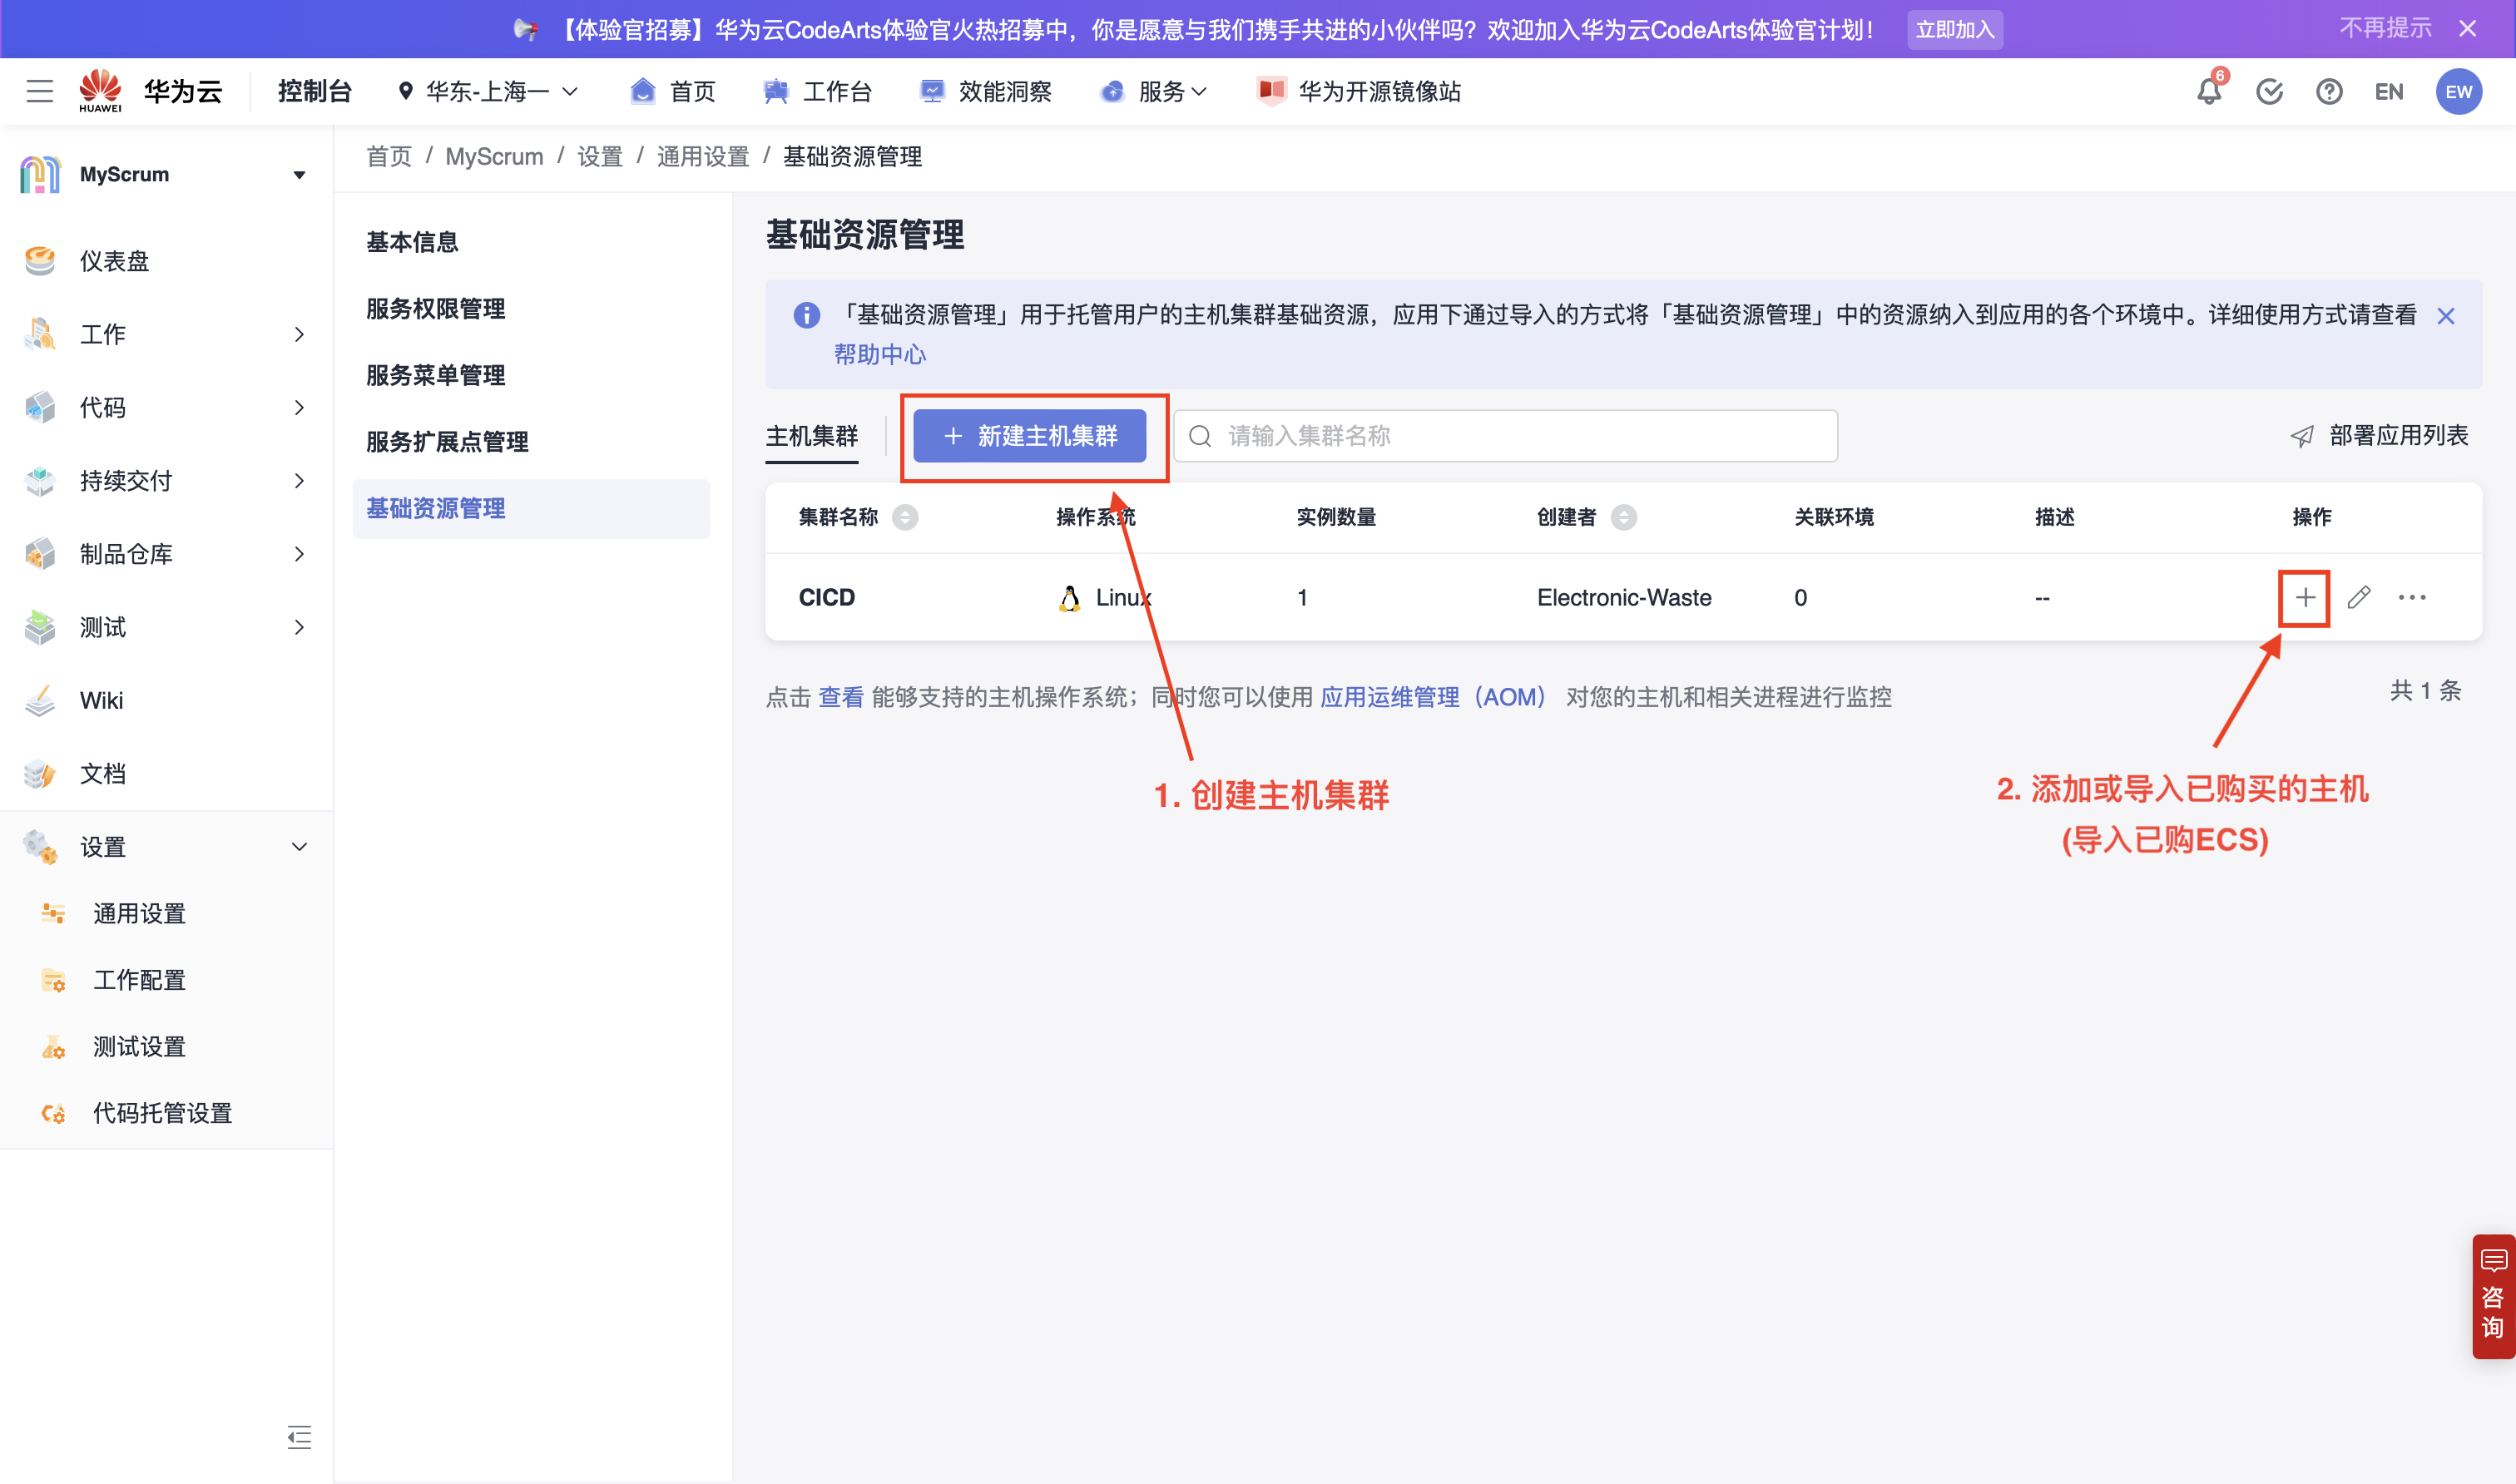 【体验官招募】华为云CodeArts体验官火热招募中，你是愿意与我们携手共进的小伙伴吗？欢迎加入华为云CodeArts体验官计划！ 立即加入 不再提示
HUAWEI 华为云 控制台 华东-上海一 首页 工作台 效能洞察 服务 华为开源镜像站 6 EN EW
MyScrum
仪表盘
工作
代码
持续交付
制品仓库
测试
Wiki
文档
设置
通用设置
工作配置
测试设置
代码托管设置
首页 / MyScrum / 设置 / 通用设置 / 基础资源管理
基本信息
服务权限管理
服务菜单管理
服务扩展点管理
基础资源管理
基础资源管理
「基础资源管理」用于托管用户的主机集群基础资源，应用下通过导入的方式将「基础资源管理」中的资源纳入到应用的各个环境中。详细使用方式请查看
帮助中心
主机集群 新建主机集群 请输入集群名称 部署应用列表
集群名称 操作系统 实例数量 创建者 关联环境 描述 操作
CICD Linux 1 Electronic-Waste 0 --
点击 查看 能够支持的主机操作系统；同时您可以使用 应用运维管理（AOM） 对您的主机和相关进程进行监控 共 1 条
1. 创建主机集群
2. 添加或导入已购买的主机
(导入已购ECS)
咨
询